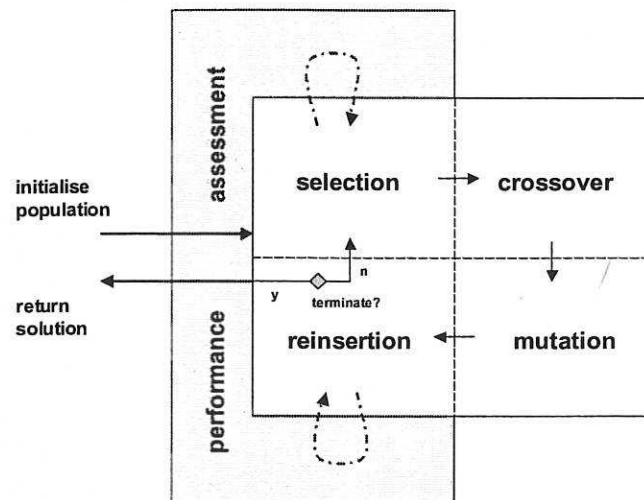 assessment
selection
crossover
initialise
population
n
y
terminate?
return
solution
reinsertion
mutation
performance